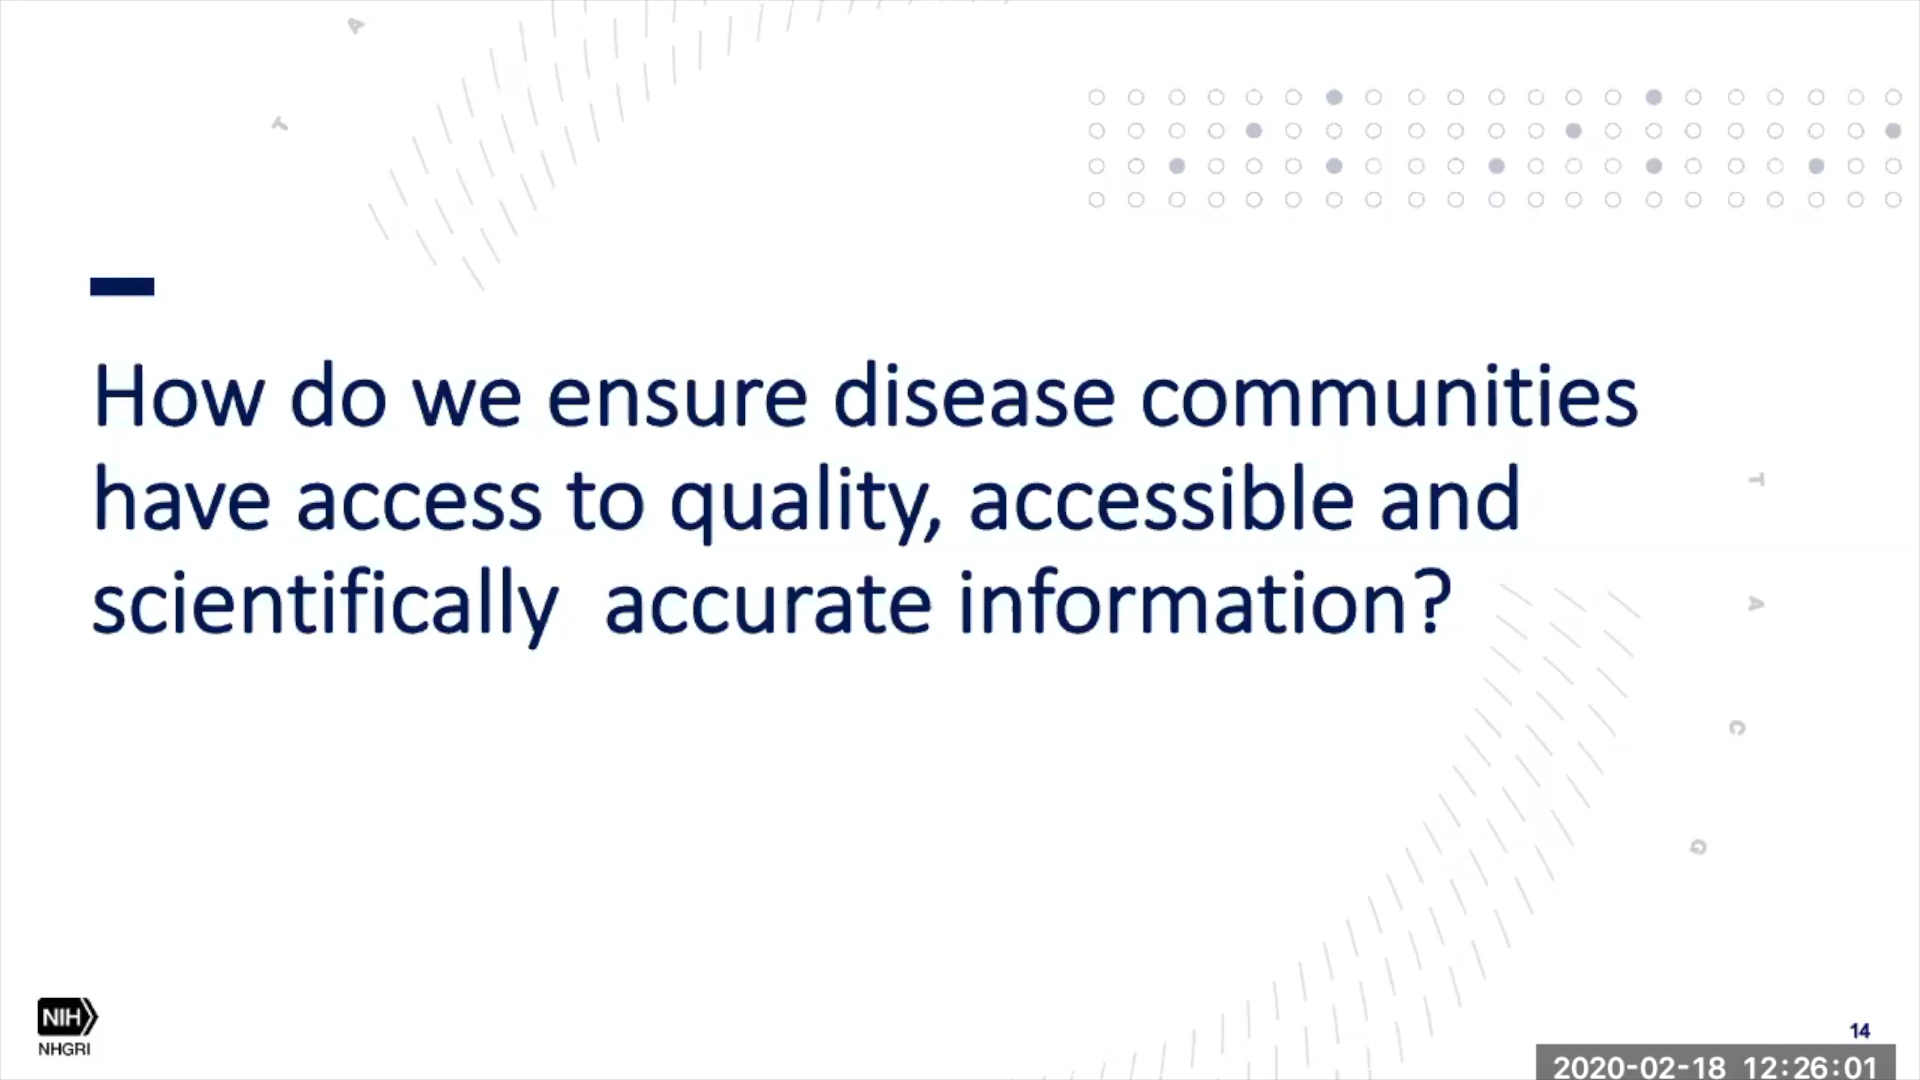 A
T
How do we ensure disease communities
have access to quality, accessible and
scientifically  accurate information?
T
A
C
G
NIH
NHGRI
14
2020-02-18 12:26:01